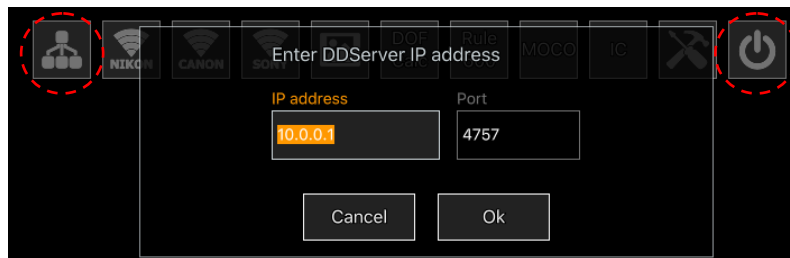 NIKON
CANON
SONY
DOF
Calc
Rule
MOCO
IC
Enter DDServer IP address
IP address
Port
10.0.0.1
4757
Cancel
Ok